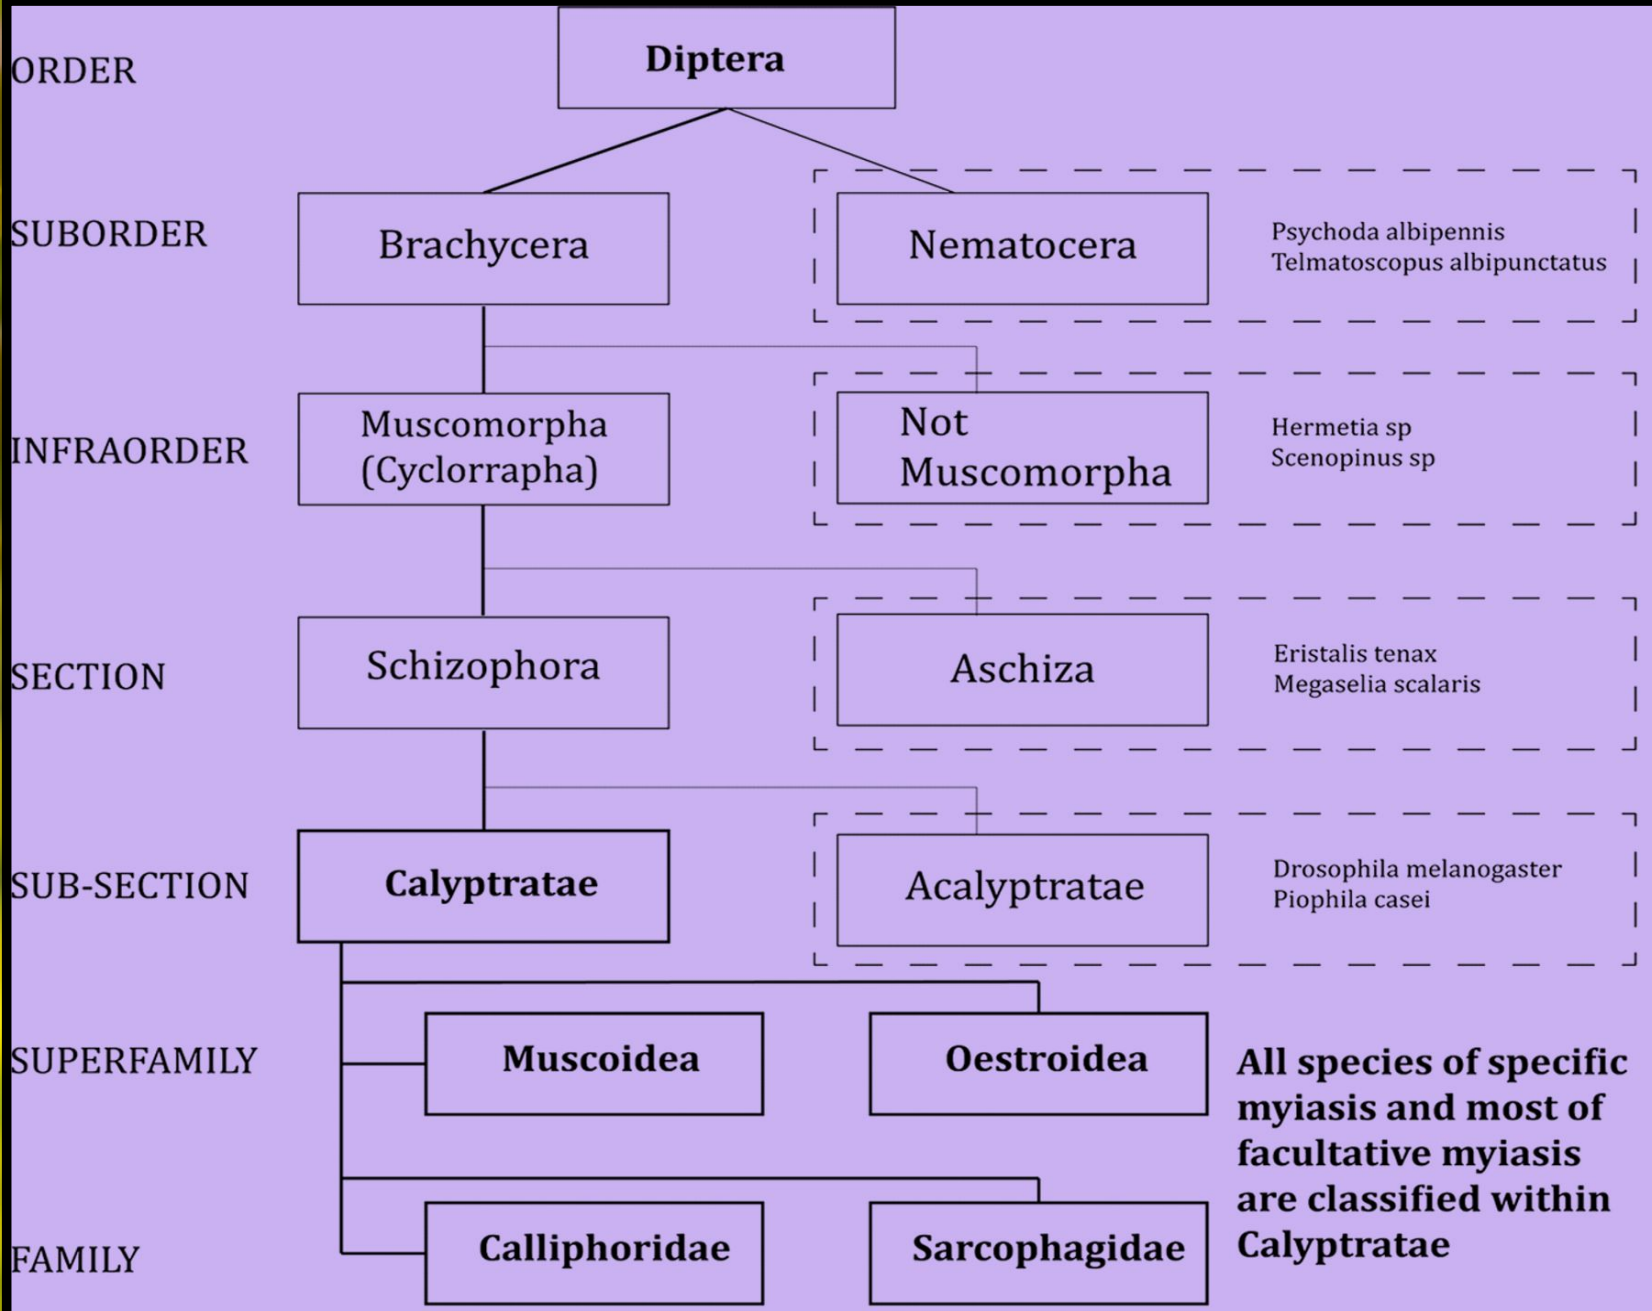 ORDER
Diptera
SUBORDER
Brachycera
Nematocera
Psychoda albipennis
Telmatoscopus albipunctatus
INFRAORDER
Muscomorpha
(Cyclorrapha)
Not
Muscomorpha
Hermetia sp
Scenopinus sp
SECTION
Schizophora
Aschiza
Eristalis tenax
Megaselia scalaris
SUB-SECTION
Calyptratae
Acalyptratae
Drosophila melanogaster
Piophila casei
SUPERFAMILY
Muscoidea
Oestroidea
FAMILY
Calliphoridae
Sarcophagidae
All species of specific
myiasis and most of
facultative myiasis
are classified within
Calyptratae